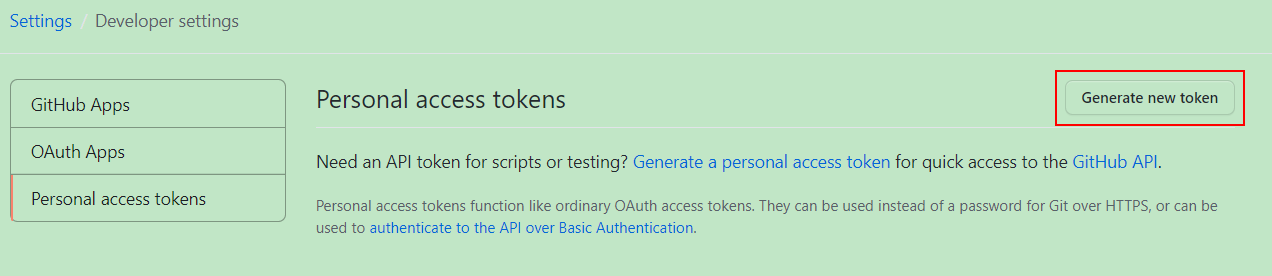 Settings / Developer settings
GitHub Apps
OAuth Apps
Personal access tokens
Personal access tokens
Generate new token
Need an API token for scripts or testing? Generate a personal access token for quick access to the GitHub API.
Personal access tokens function like ordinary OAuth access tokens. They can be used instead of a password for Git over HTTPS, or can be
used to authenticate to the API over Basic Authentication.